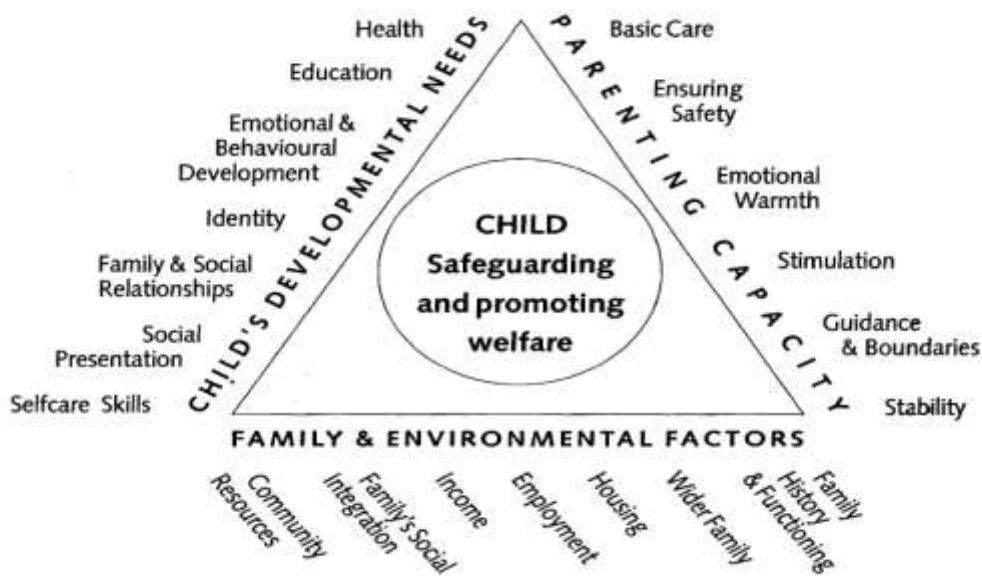 Health
Education
Emotional &
Behavioural
Development
Identity
Family & Social
Relationships
Social
Presentation
Selfcare Skills
CHILD'S DEVELOPMENTAL NEEDS
PARENTING CAPACITY
Basic Care
Ensuring
Safety
Emotional
Warmth
Stimulation
Guidance
& Boundaries
Stability
CHILD
Safeguarding
and promoting
welfare
FAMILY & ENVIRONMENTAL FACTORS
Community
Resources
Family's Social
Integration
Income
Employment
Housing
Wider Family
Family
History
& Functioning